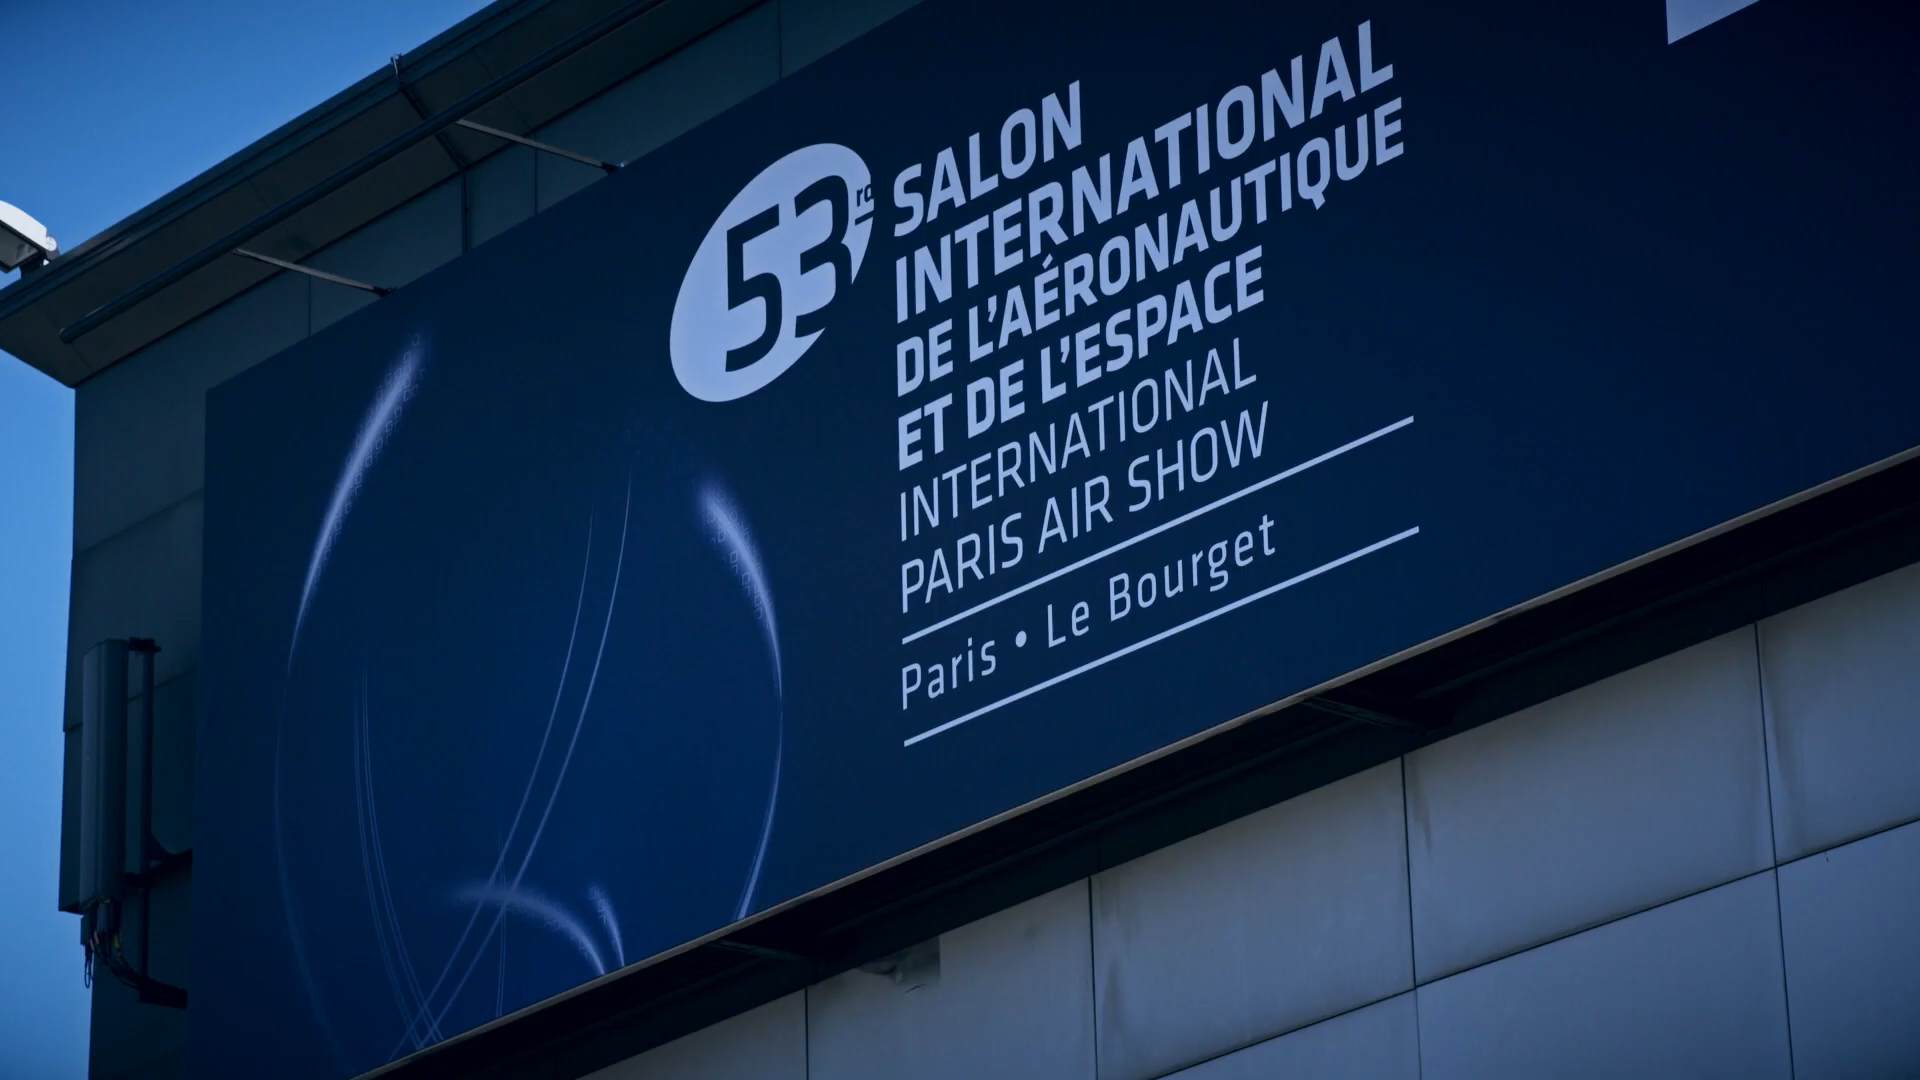 53rd
SALON
INTERNATIONAL
DE L'AÉRONAUTIQUE
ET DE L'ESPACE
INTERNATIONAL
PARIS AIR SHOW
Paris • Le Bourget